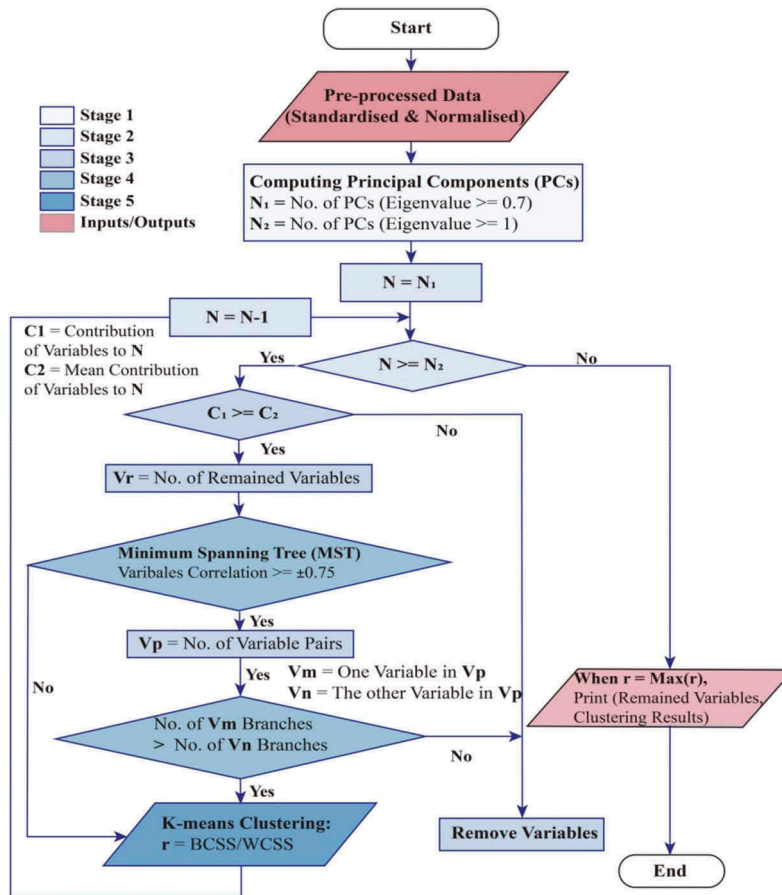 Start
Pre-processed Data
(Standardised & Normalised)
Stage 1
Stage 2
Stage 3
Stage 4
Stage 5
Inputs/Outputs
Computing Principal Components (PCs)
N₁ = No. of PCs (Eigenvalue >= 0.7)
N₂ = No. of PCs (Eigenvalue >= 1)
N = N₁
N = N-1
C1 = Contribution
of Variables to N
C2 = Mean Contribution
of Variables to N
N >= N₂
Yes
No
C₁ >= C₂
No
Yes
Vr = No. of Remained Variables
Minimum Spanning Tree (MST)
Varibales Correlation >= ±0.75
Yes
Vp = No. of Variable Pairs
No
Yes
Vm = One Variable in Vp
Vn = The other Variable in Vp
When r = Max(r),
Print (Remained Variables,
Clustering Results)
No. of Vm Branches
> No. of Vn Branches
No
Yes
K-means Clustering:
r = BCSS/WCSS
Remove Variables
End